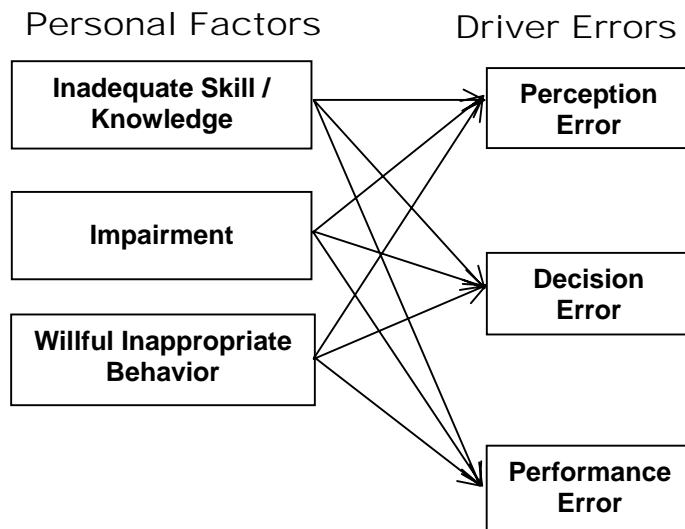 Personal Factors
Inadequate Skill /
Knowledge
Impairment
Willful Inappropriate
Behavior
Driver Errors
Perception
Error
Decision
Error
Performance
Error